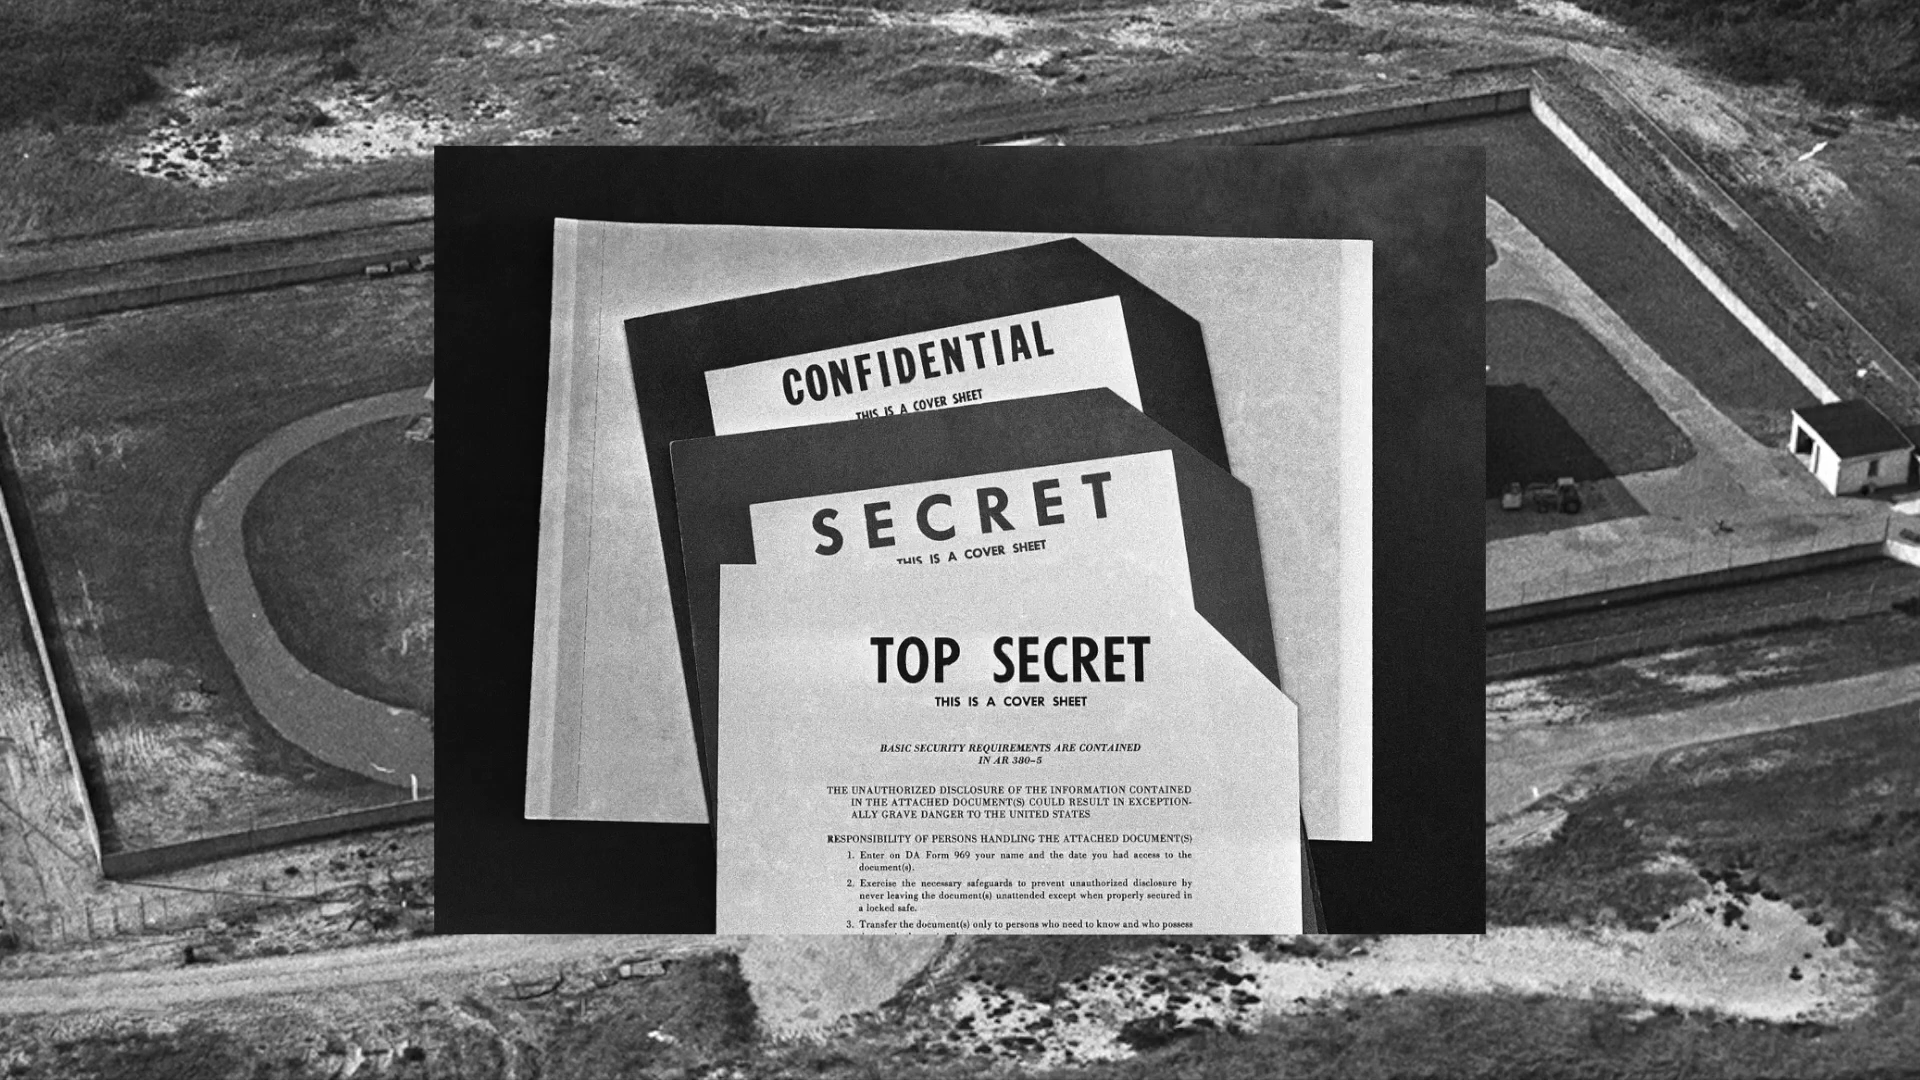 CONFIDENTIAL
THIS IS A COVER SHEET
SECRET
THIS IS A COVER SHEET
TOP SECRET
THIS IS A COVER SHEET
BASIC SECURITY REQUIREMENTS ARE CONTAINED
IN AR 380-5
THE UNAUTHORIZED DISCLOSURE OF THE INFORMATION CONTAINED
IN THE ATTACHED DOCUMENT(S) COULD RESULT IN EXCEPTION-
ALLY GRAVE DANGER TO THE UNITED STATES
RESPONSIBILITY OF PERSONS HANDLING THE ATTACHED DOCUMENT(S)
1. Enter on DA Form 969 your name and the date you had access to the
document(s).
2. Exercise the necessary safeguards to prevent unauthorized disclosure by
never leaving the document(s) unattended except when properly secured in
a locked safe.
3. Transfer the document(s) only to persons who need to know and who possess